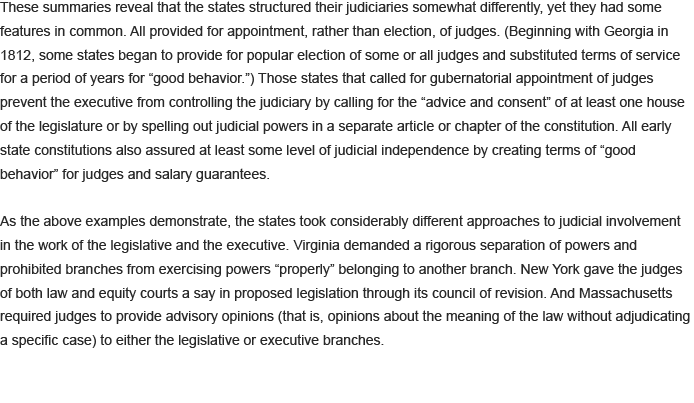 These summaries reveal that the states structured their judiciaries somewhat differently, yet they had some
features in common. All provided for appointment, rather than election, of judges. (Beginning with Georgia in
1812, some states began to provide for popular election of some or all judges and substituted terms of service
for a period of years for “good behavior.”) Those states that called for gubernatorial appointment of judges
prevent the executive from controlling the judiciary by calling for the “advice and consent” of at least one house
of the legislature or by spelling out judicial powers in a separate article or chapter of the constitution. All early
state constitutions also assured at least some level of judicial independence by creating terms of “good
behavior” for judges and salary guarantees.
As the above examples demonstrate, the states took considerably different approaches to judicial involvement
in the work of the legislative and the executive. Virginia demanded a rigorous separation of powers and
prohibited branches from exercising powers “properly” belonging to another branch. New York gave the judges
of both law and equity courts a say in proposed legislation through its council of revision. And Massachusetts
required judges to provide advisory opinions (that is, opinions about the meaning of the law without adjudicating
a specific case) to either the legislative or executive branches.